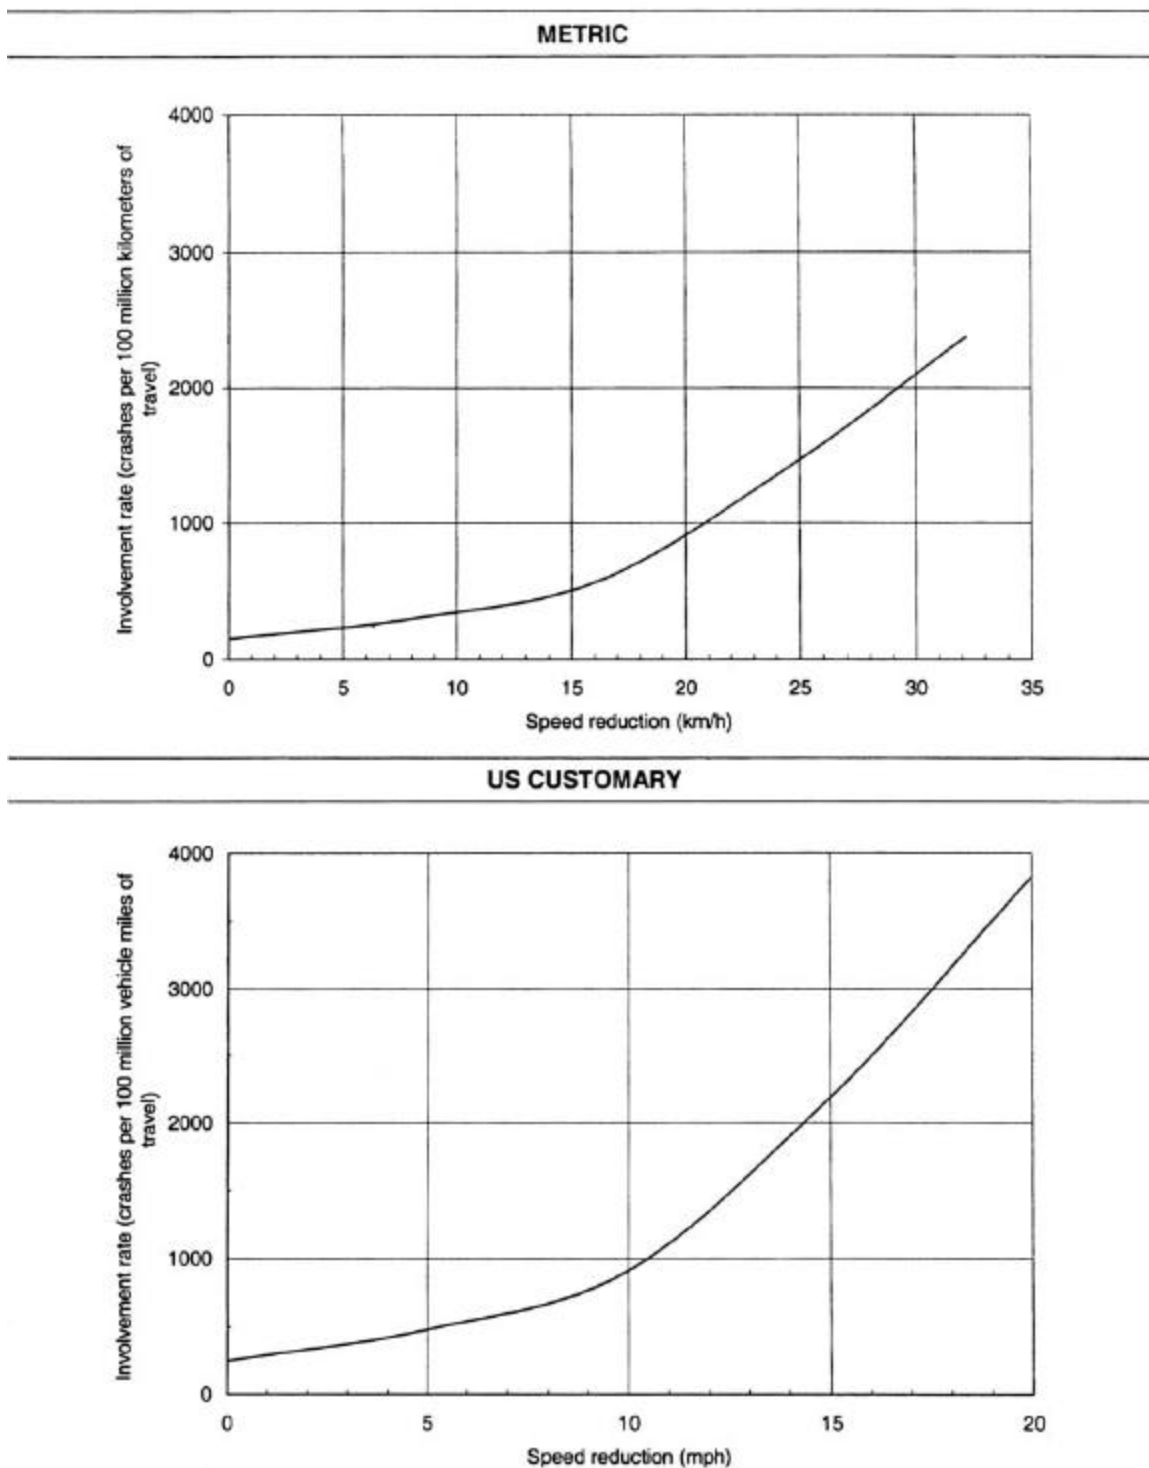 METRIC
Involvement rate (crashes per 100 million kilometers of
travel)
4000
3000
2000
1000
0
0 5 10 15 20 25 30 35
Speed reduction (km/h)
US CUSTOMARY
Involvement rate (crashes per 100 million vehicle miles of
travel)
4000
3000
2000
1000
0
0 5 10 15 20
Speed reduction (mph)